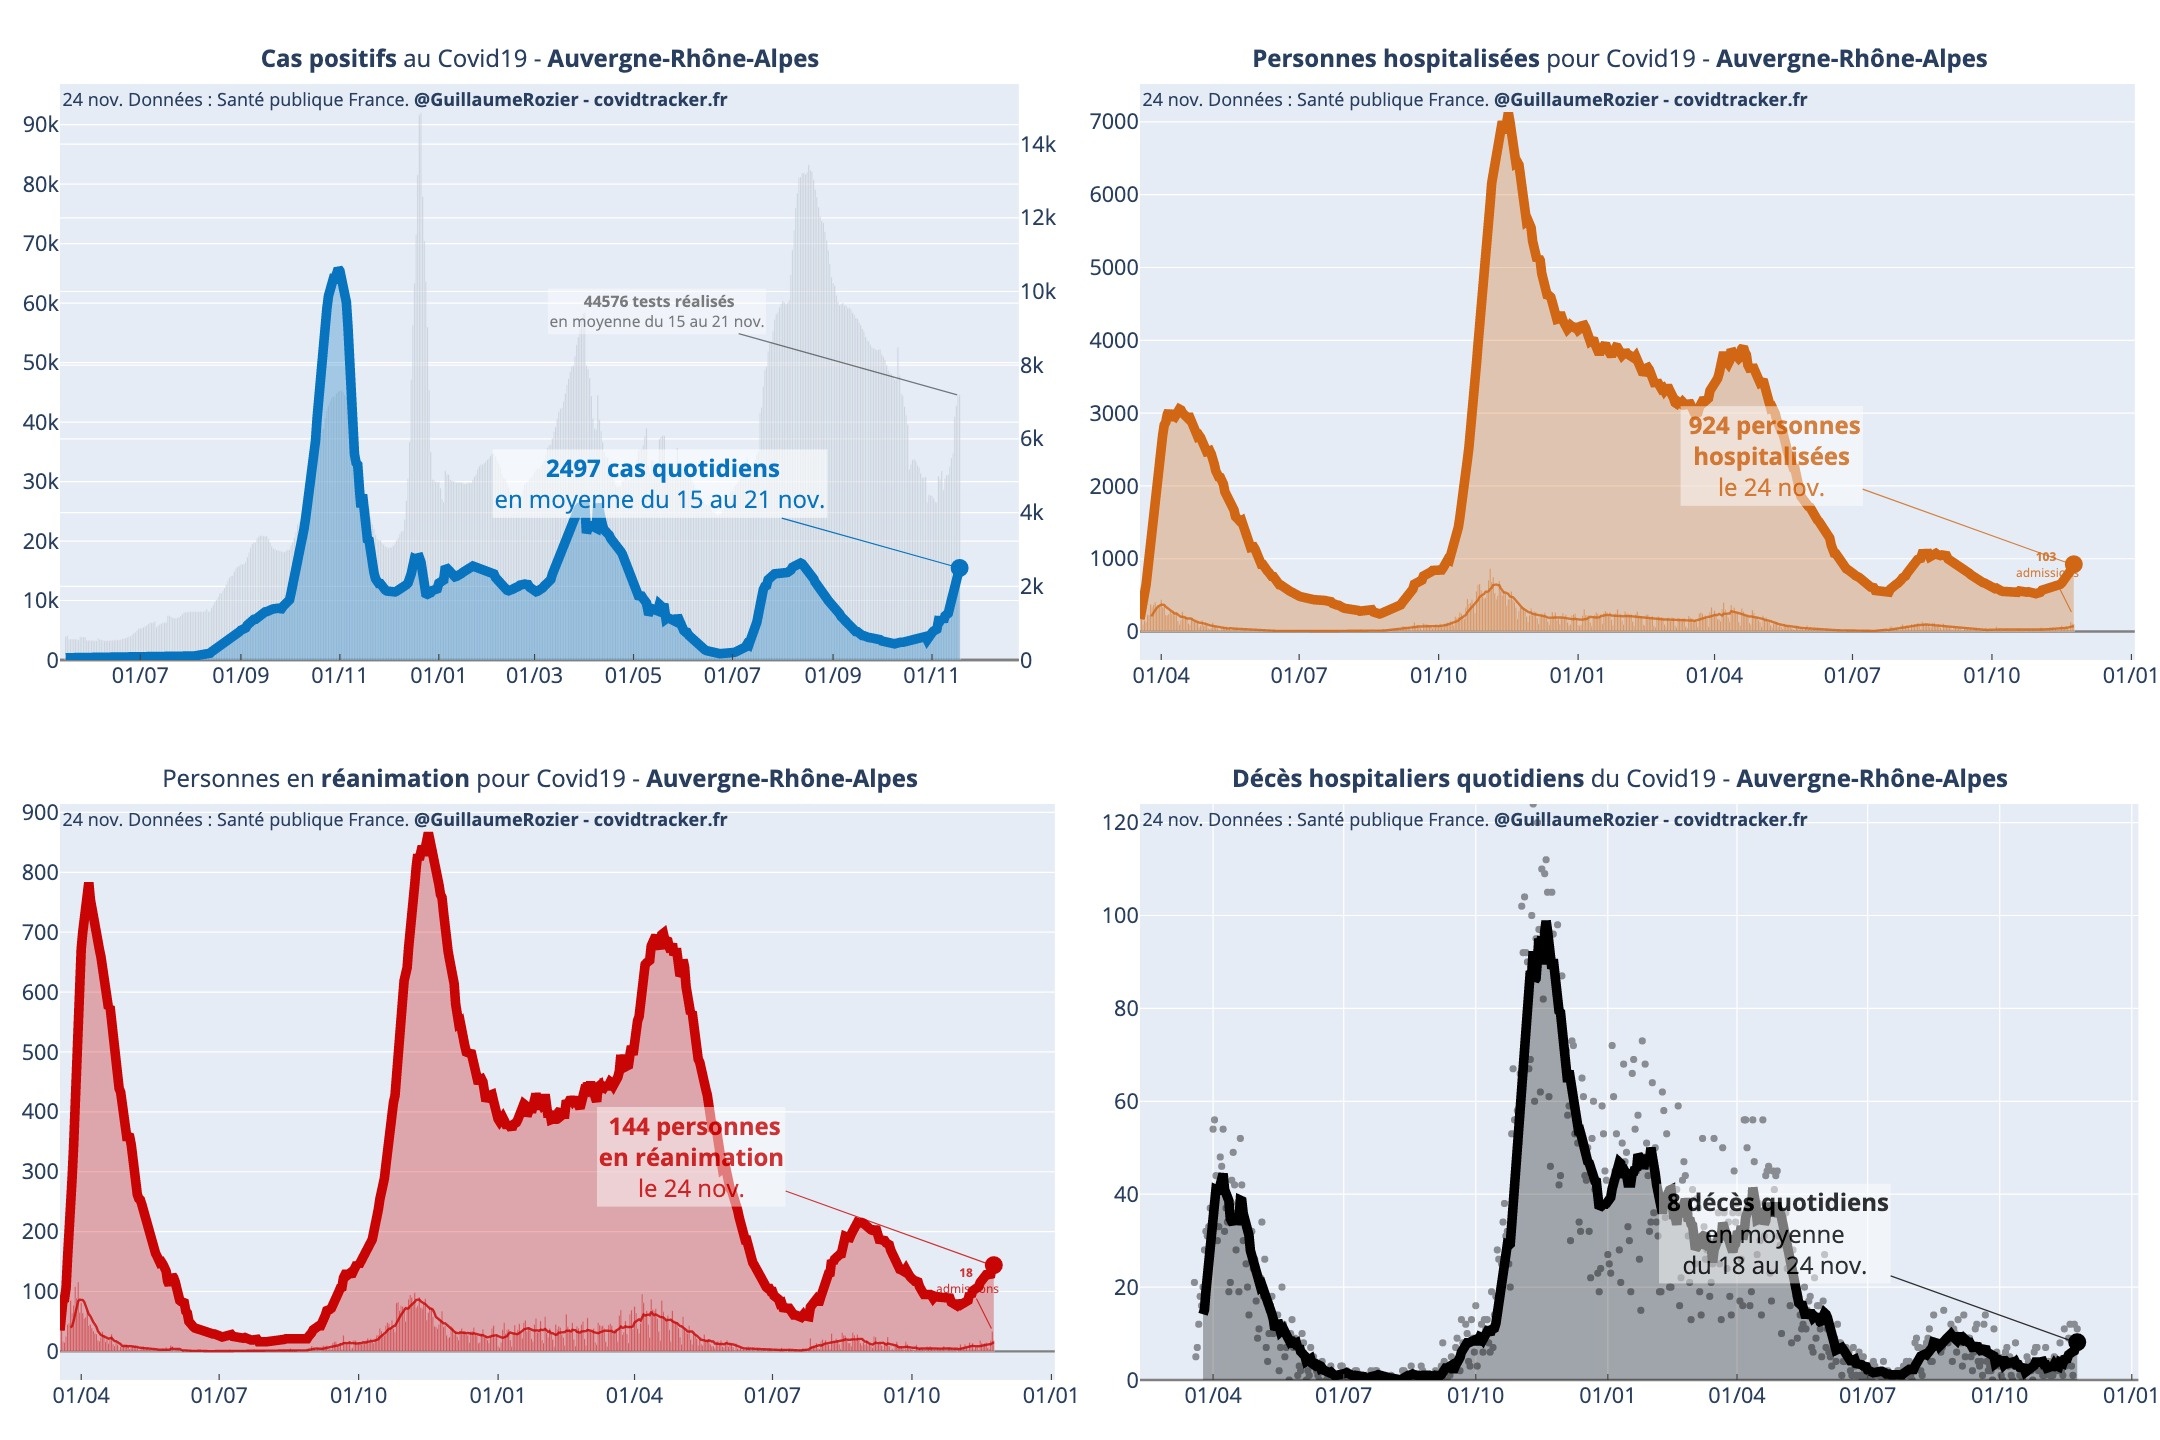 Cas positifs au Covid19 - Auvergne-Rhône-Alpes
24 nov. Données : Santé publique France. @GuillaumeRozier - covidtracker.fr
90k
80k
70k
60k
50k
40k
30k
20k
10k
0
14k
12k
10k
8k
6k
4k
2k
0
44576 tests réalisés
en moyenne du 15 au 21 nov.
2497 cas quotidiens
en moyenne du 15 au 21 nov.
01/07 01/09 01/11 01/01 01/03 01/05 01/07 01/09 01/11
Personnes hospitalisées pour Covid19 - Auvergne-Rhône-Alpes
24 nov. Données : Santé publique France. @GuillaumeRozier - covidtracker.fr
7000
6000
5000
4000
3000
2000
1000
0
924 personnes
hospitalisées
le 24 nov.
103
admissions
01/04 01/07 01/10 01/01 01/04 01/07 01/10 01/01
Personnes en réanimation pour Covid19 - Auvergne-Rhône-Alpes
24 nov. Données : Santé publique France. @GuillaumeRozier - covidtracker.fr
900
800
700
600
500
400
300
200
100
0
144 personnes
en réanimation
le 24 nov.
18
admissions
01/04 01/07 01/10 01/01 01/04 01/07 01/10 01/01
Décès hospitaliers quotidiens du Covid19 - Auvergne-Rhône-Alpes
24 nov. Données : Santé publique France. @GuillaumeRozier - covidtracker.fr
120
100
80
60
40
20
0
8 décès quotidiens
en moyenne
du 18 au 24 nov.
01/04 01/07 01/10 01/01 01/04 01/07 01/10 01/01